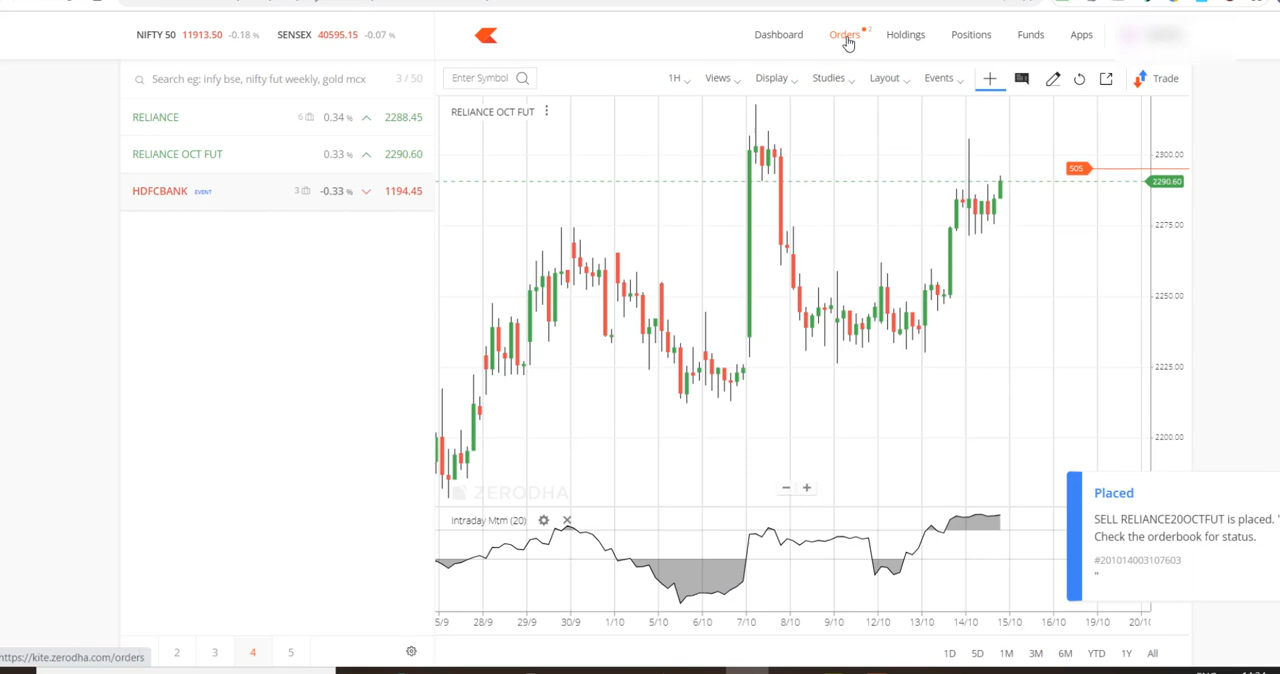 NIFTY 50 11913.50 -0.18 % SENSEX 40595.15 -0.07 %
Dashboard Orders 2 Holdings Positions Funds Apps
Search eg: infy bse, nifty fut weekly, gold mcx 3 / 50
RELIANCE 6 0.34 % 2288.45
RELIANCE OCT FUT 0.33 % 2290.60
HDFCBANK EVENT 3 -0.33 % 1194.45
Enter Symbol 1H Views Display Studies Layout Events Trade
RELIANCE OCT FUT
2300.00
505
2290.60
2275.00
2250.00
2225.00
2200.00
ZERODHA
Intraday Mtm (20)
Placed
SELL RELIANCE20OCTFUT is placed. "
Check the orderbook for status.
#201014003107603
"
25/9 28/9 29/9 30/9 1/10 5/10 6/10 7/10 8/10 12/10 13/10 14/10 15/10 16/10 19/10
1D 5D 1M 3M 6M YTD 1Y All
2 3 4 5
https://kite.zerodha.com/orders